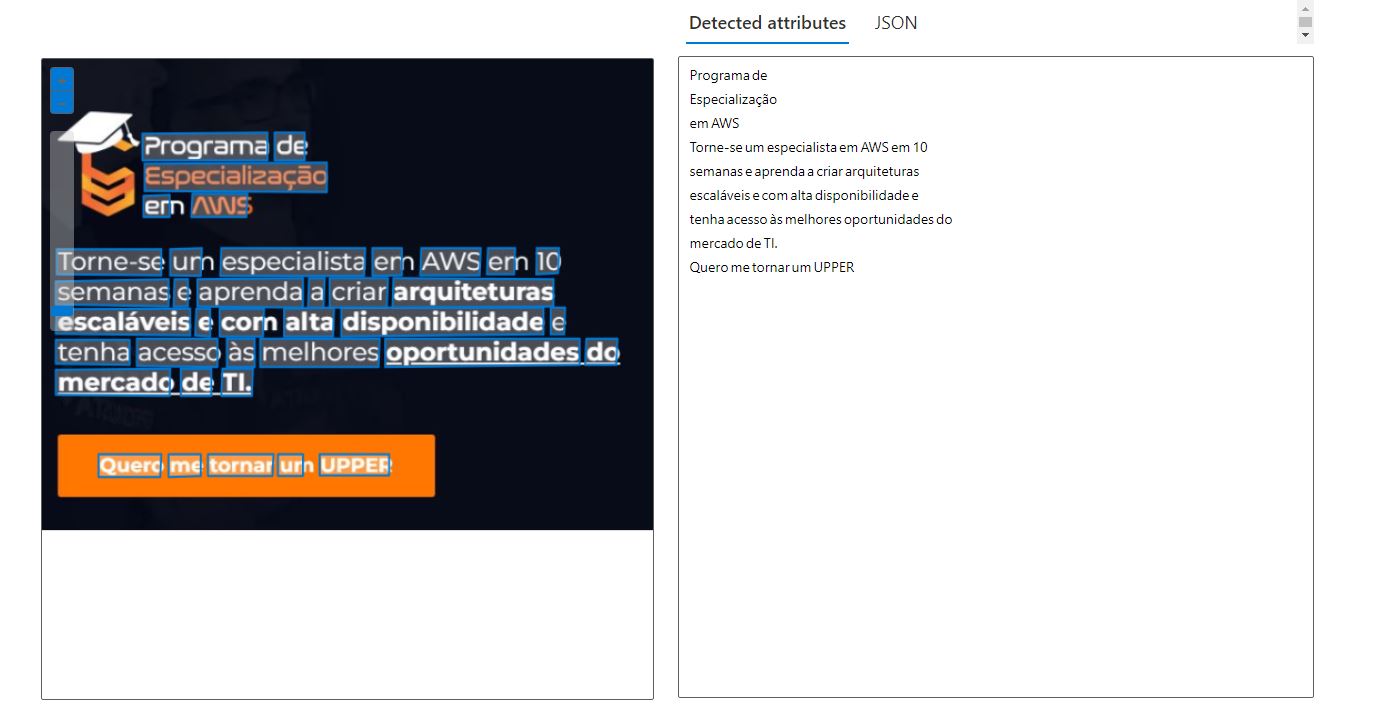 Detected attributes JSON
Programa de
Especialização
em AWS
Torne-se um especialista em AWS em 10
semanas e aprenda a criar arquiteturas
escaláveis e com alta disponibilidade e
tenha acesso às melhores oportunidades do
mercado de TI.
Quero me tornar um UPPER
Programa de
Especialização
em AWS
Torne-se um especialista em AWS em 10
semanas e aprenda a criar arquiteturas
escaláveis e com alta disponibilidade e
tenha acesso às melhores oportunidades do
mercado de TI.
Quero me tornar um UPPER